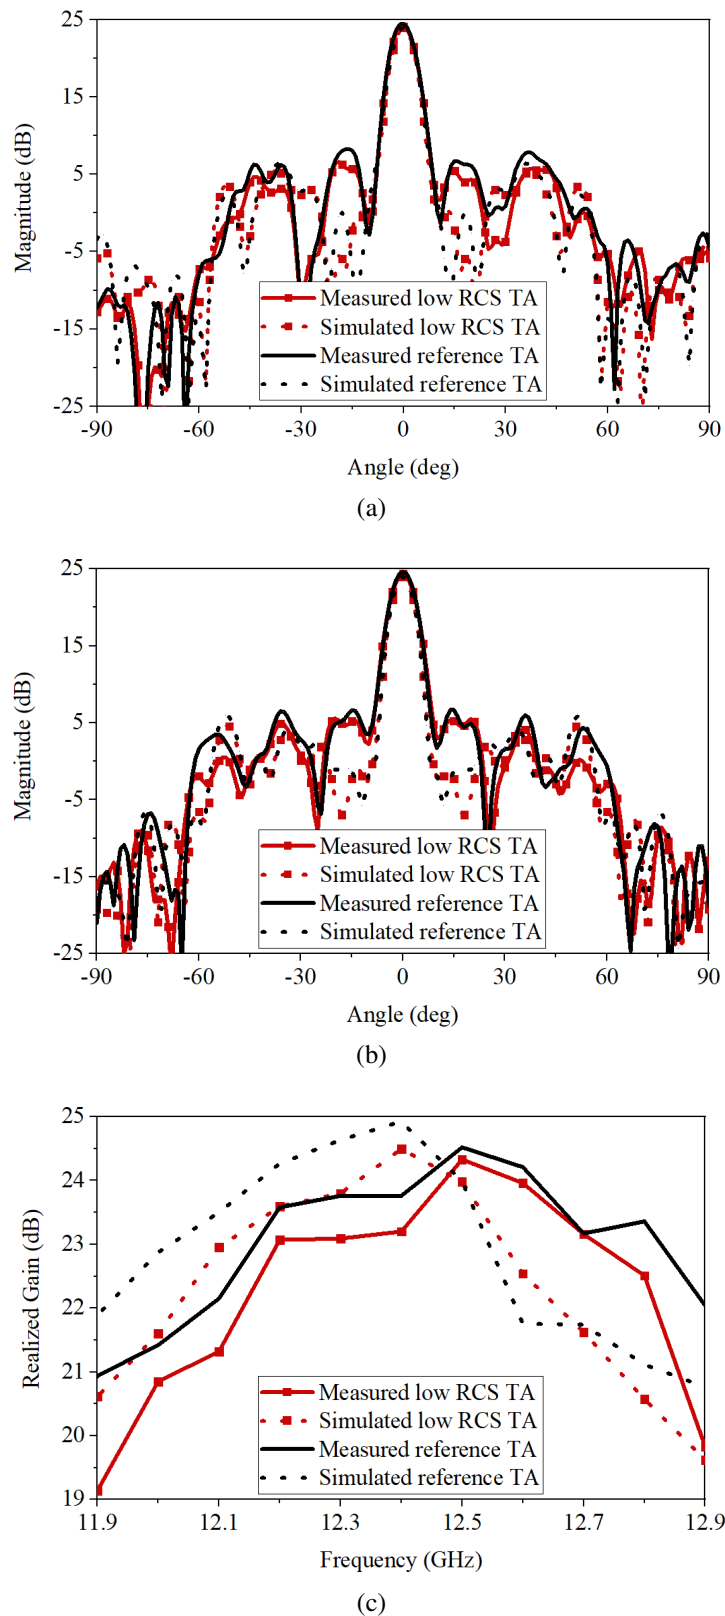 25
15
5
-5
-15
-25
Magnitude (dB)
Measured low RCS TA
Simulated low RCS TA
Measured reference TA
Simulated reference TA
-90 -60 -30 0 30 60 90
Angle (deg)
(a)
25
15
5
-5
-15
-25
Magnitude (dB)
Measured low RCS TA
Simulated low RCS TA
Measured reference TA
Simulated reference TA
-90 -60 -30 0 30 60 90
Angle (deg)
(b)
25
24
23
22
21
20
19
Realized Gain (dB)
Measured low RCS TA
Simulated low RCS TA
Measured reference TA
Simulated reference TA
11.9 12.1 12.3 12.5 12.7 12.9
Frequency (GHz)
(c)